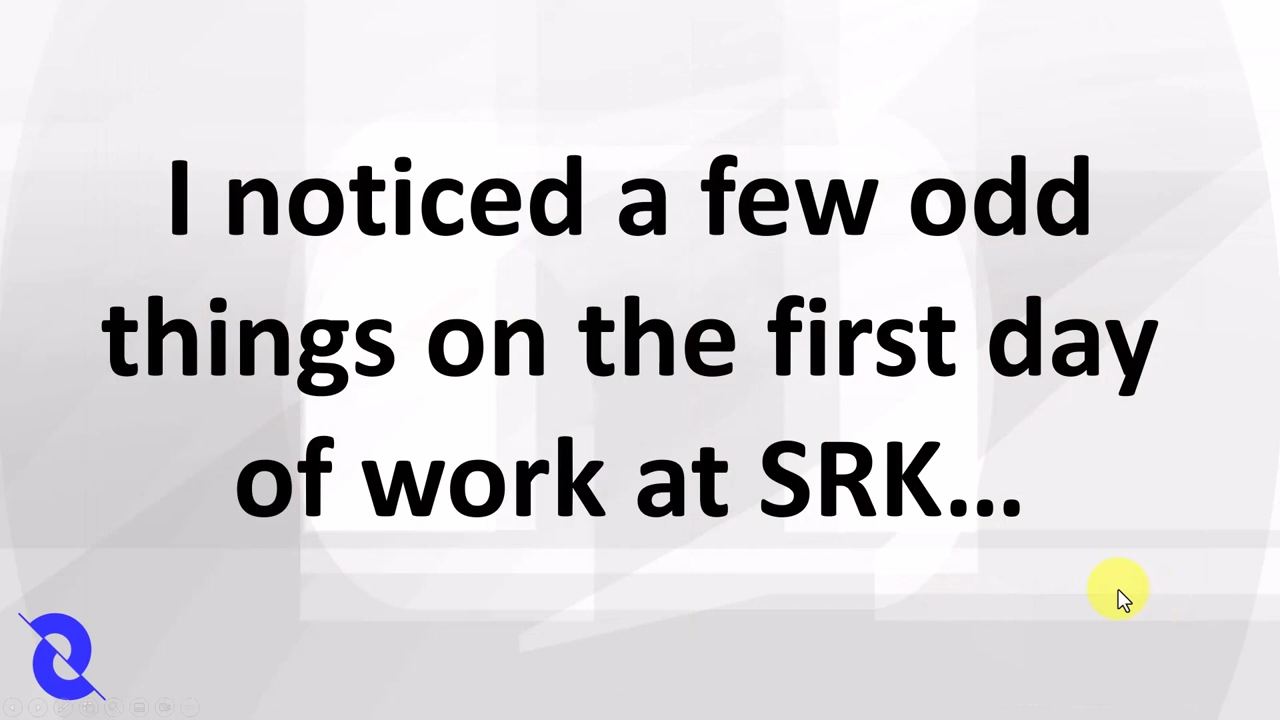 I noticed a few odd
things on the first day
of work at SRK…